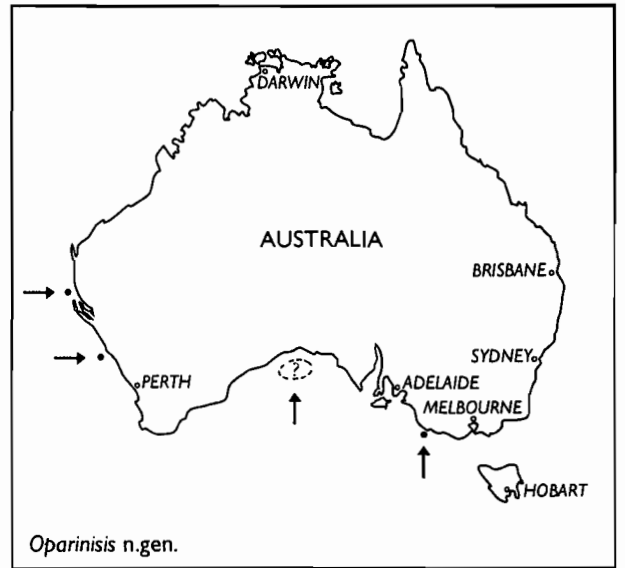 DARWIN
AUSTRALIA
BRISBANE
SYDNEY
PERTH
?
ADELAIDE
MELBOURNE
HOBART
Oparinisis n.gen.